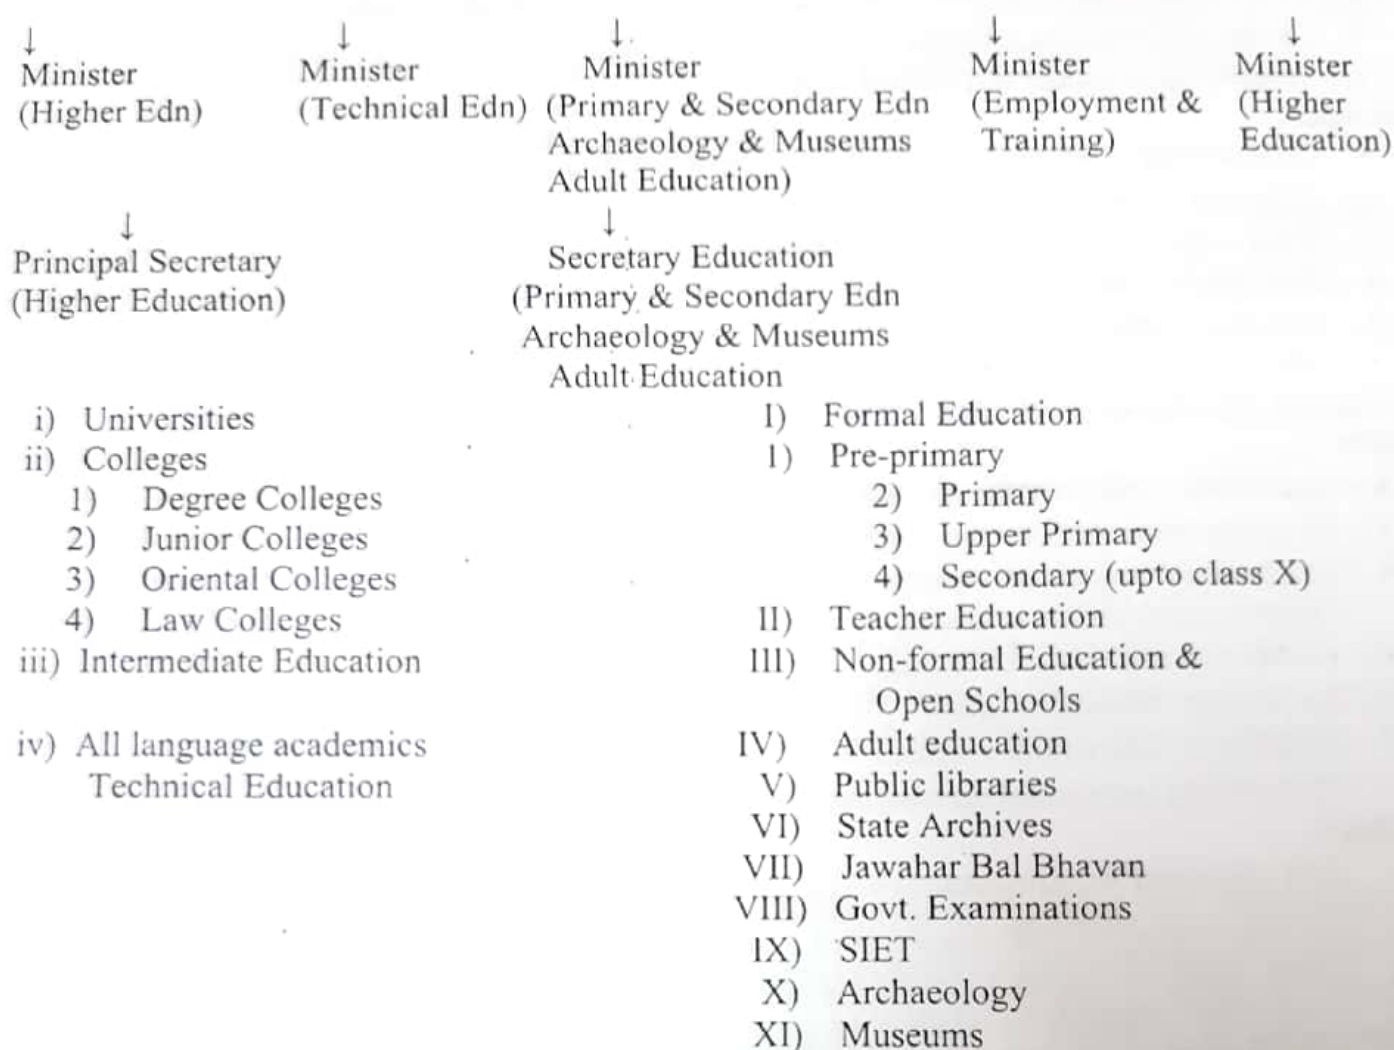 ↓ ↓ ↓ ↓ ↓
Minister Minister Minister Minister Minister
(Higher Edn) (Technical Edn) (Primary & Secondary Edn (Employment & (Higher
Archaeology & Museums Training) Education)
Adult Education)
↓ ↓
Principal Secretary Secretary Education
(Higher Education) (Primary & Secondary Edn
Archaeology & Museums
Adult Education
i) Universities I) Formal Education
ii) Colleges 1) Pre-primary
1) Degree Colleges 2) Primary
2) Junior Colleges 3) Upper Primary
3) Oriental Colleges 4) Secondary (upto class X)
4) Law Colleges II) Teacher Education
iii) Intermediate Education III) Non-formal Education &
Open Schools
iv) All language academics IV) Adult education
Technical Education V) Public libraries
VI) State Archives
VII) Jawahar Bal Bhavan
VIII) Govt. Examinations
IX) SIET
X) Archaeology
XI) Museums